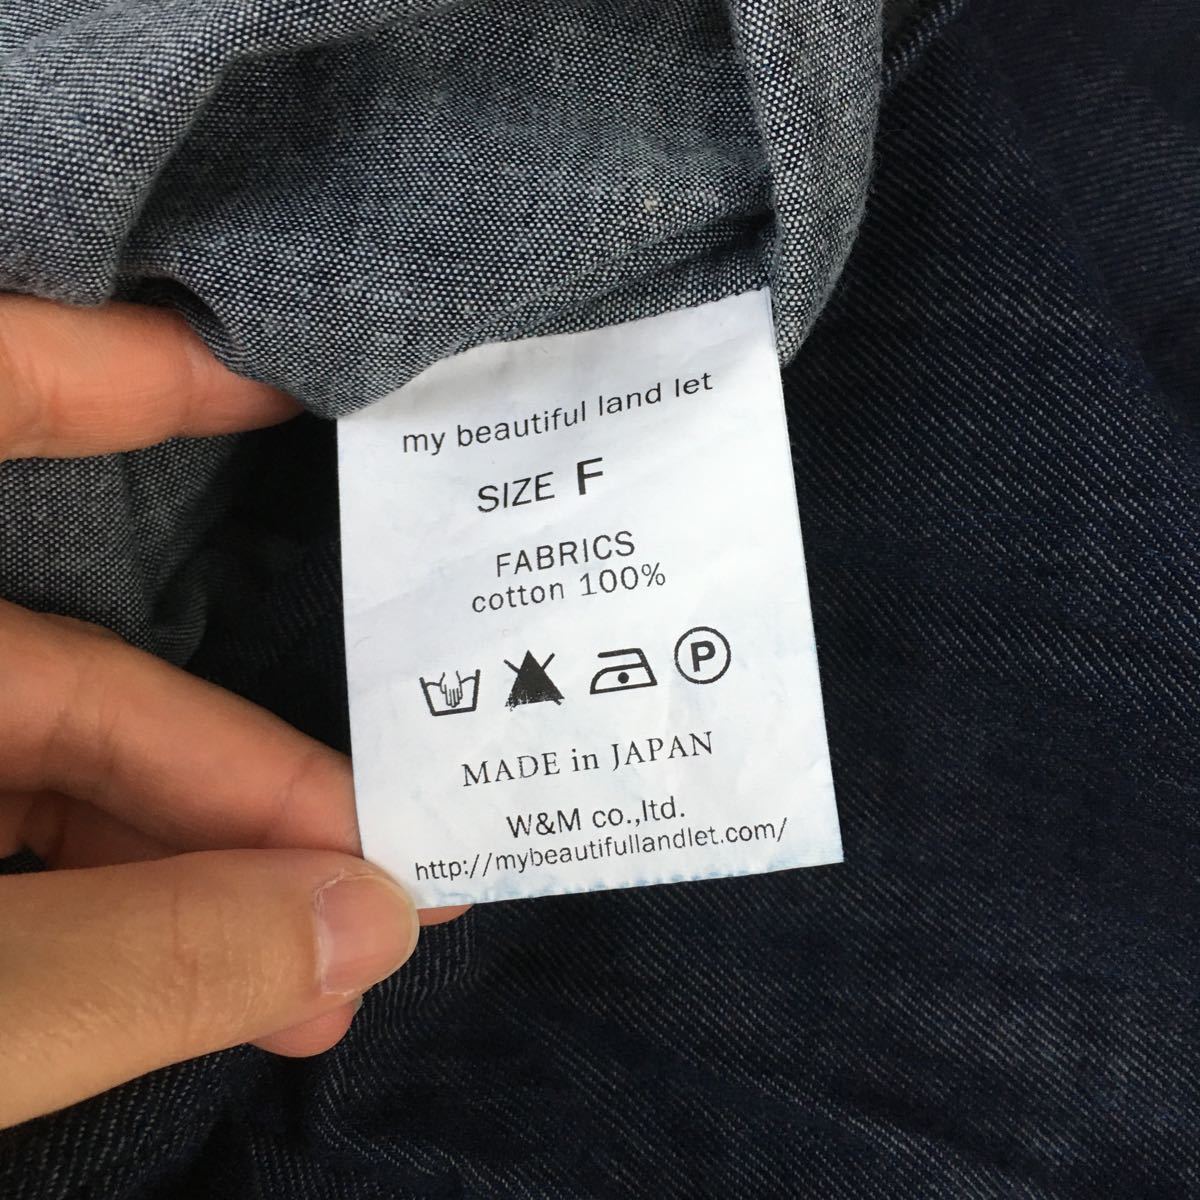 my beautiful land let
SIZE F
FABRICS
cotton 100%
P
MADE in JAPAN
W&M co.,ltd.
http://mybeautifullandlet.com/